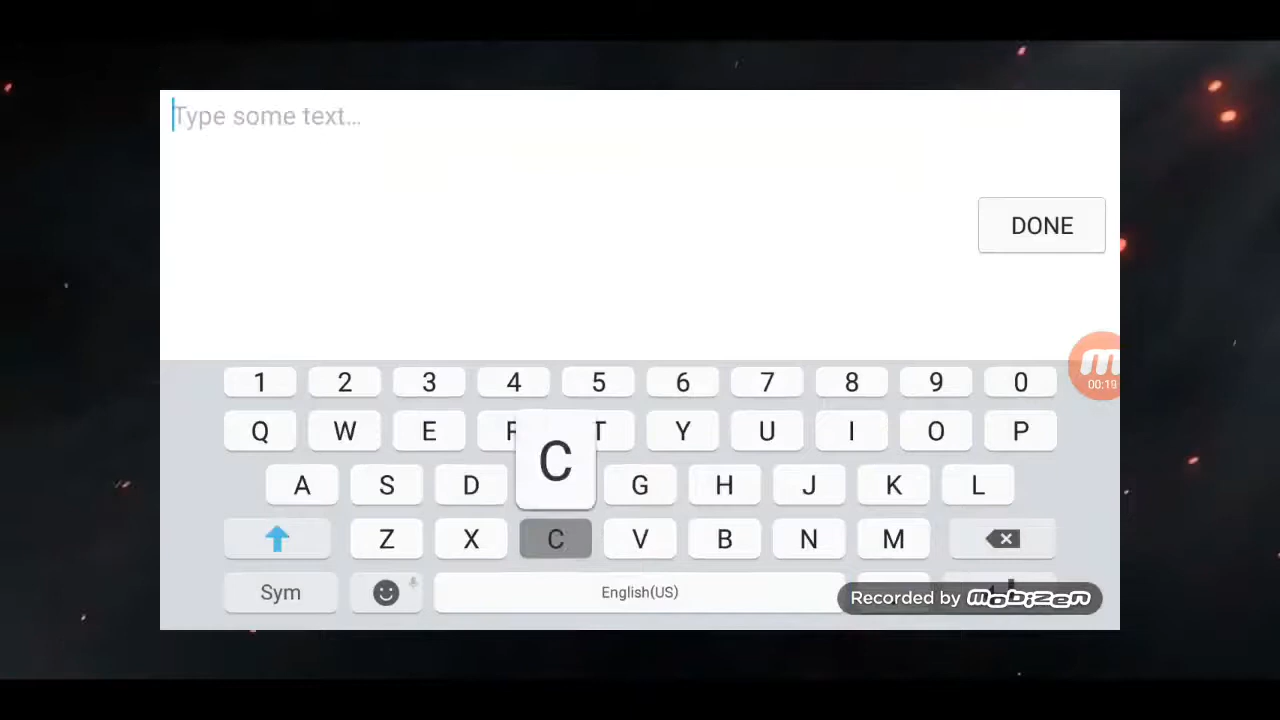 Type some text...
DONE
00:19
1 2 3 4 5 6 7 8 9 0
Q W E R T Y U I O P
C
A S D G H J K L
Z X C V B N M
Sym English(US)
Recorded by mobizen